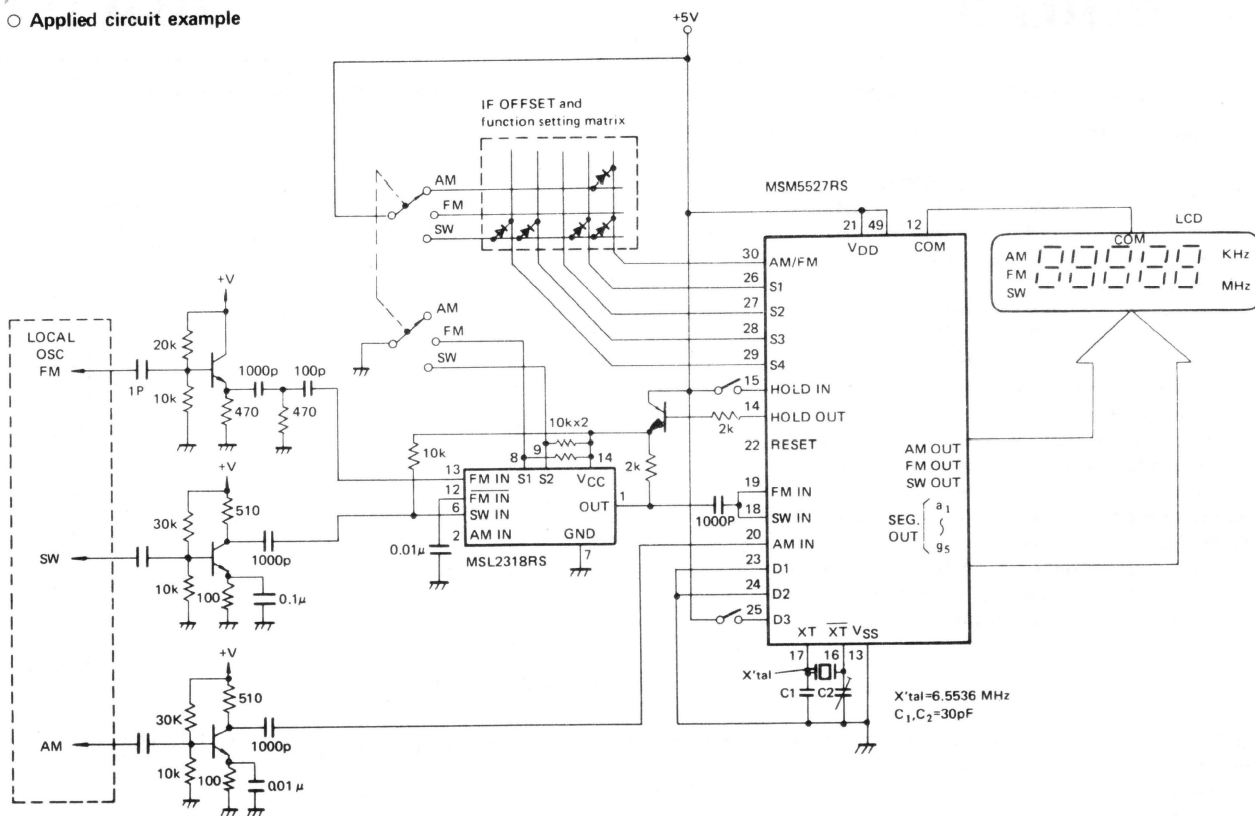 ○ Applied circuit example
+5V
IF OFFSET and
function setting matrix
AM
FM
SW
MSM5527RS
21 49 12
VDD COM
LCD
COM
AM
FM
SW
KHz
MHz
30 AM/FM
26 S1
27 S2
28 S3
29 S4
15 HOLD IN
14 HOLD OUT
22 RESET
19 FM IN
18 SW IN
20 AM IN
23 D1
24 D2
25 D3
AM OUT
FM OUT
SW OUT
SEG. OUT
a1
g5
XT XT VSS
17 16 13
X'tal
C1 C2
X'tal=6.5536 MHz
C1,C2=30pF
AM
FM
SW
LOCAL
OSC
FM
+V
20k
1P
10k
470
1000p
100p
470
10k
10kx2
2k
2k
8 9 14
S1 S2 VCC
13 FM IN
12 FM IN
6 SW IN
2 AM IN
OUT 1
GND
7
MSL2318RS
0.01μ
1000P
SW
+V
30k
510
1000p
10k
100
0.1μ
AM
+V
30K
510
1000p
10k
100
0.01μ